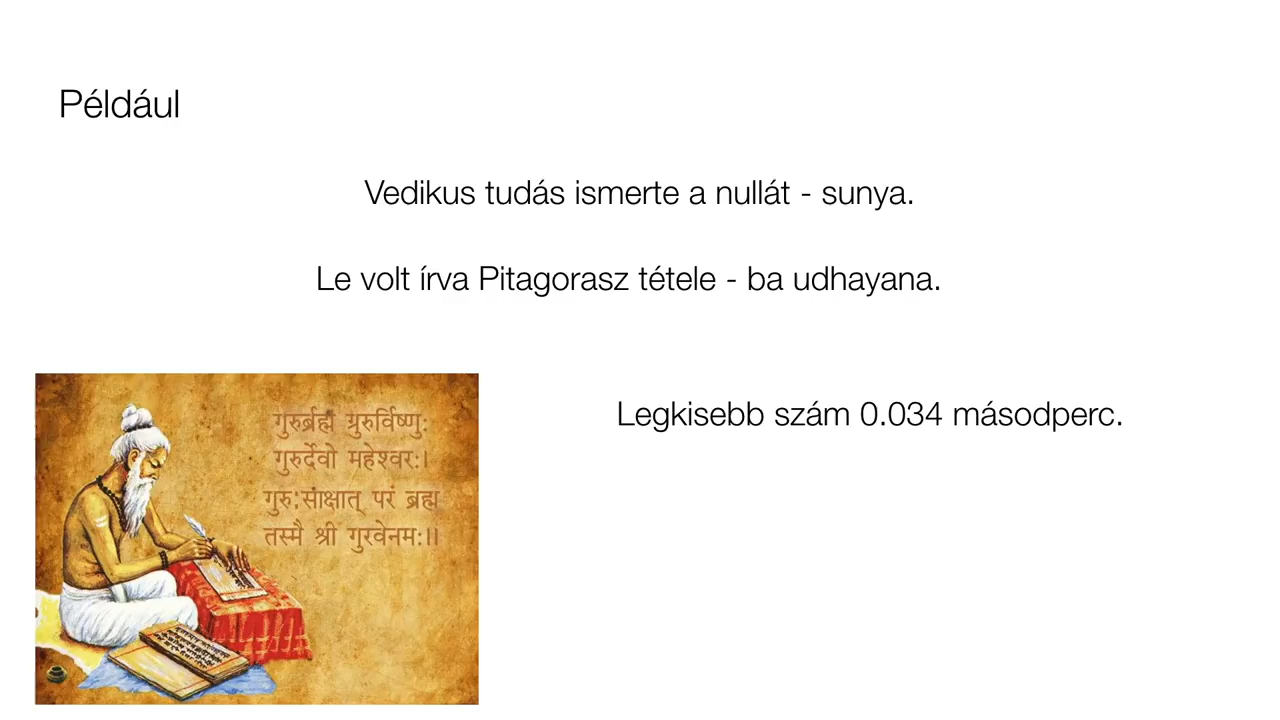 Például
Vedikus tudás ismerte a nullát - sunya.
Le volt írva Pitagorasz tétele - ba udhayana.
Legkisebb szám 0.034 másodperc.
गुरुर्ब्रह्म ग्रुरुर्विष्णु:
गुरुर्देवो महेश्वर:।
गुरु:साक्षात् परं ब्रह्म
तस्मै श्री गुरवेनम:।।